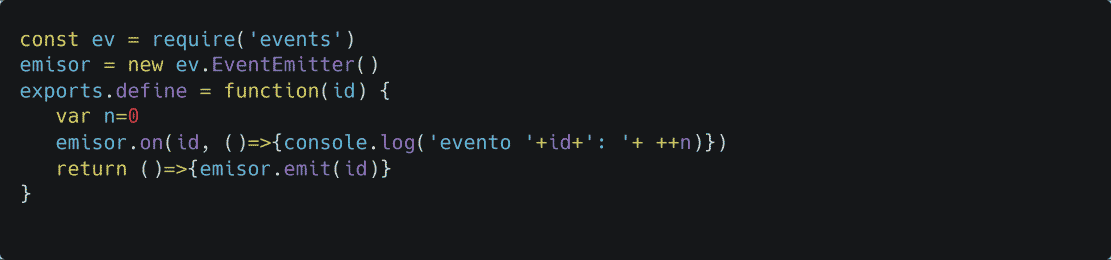 const ev = require('events')
emisor = new ev.EventEmitter()
exports.define = function(id) {
   var n=0
   emisor.on(id, ()=>{console.log('evento '+id+': '+ ++n)})
   return ()=>{emisor.emit(id)}
}